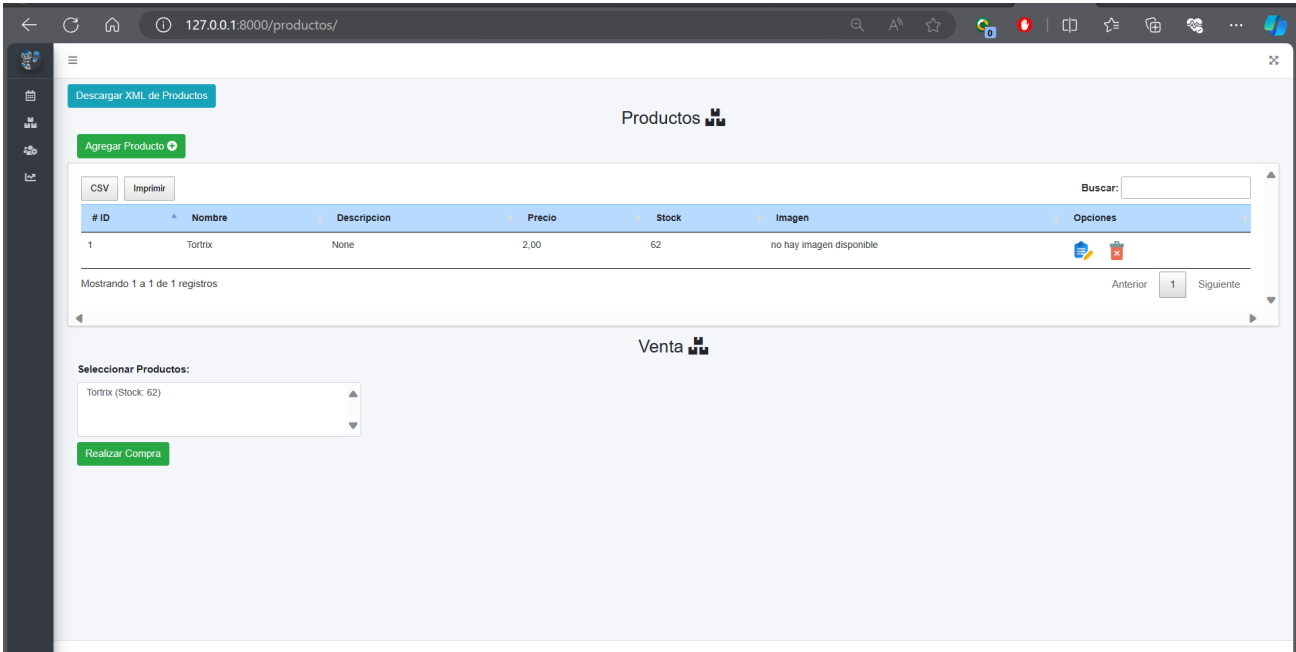 127.0.0.1:8000/productos/
0
Descargar XML de Productos
Productos
Agregar Producto
CSV Imprimir Buscar:
# ID Nombre Descripcion Precio Stock Imagen Opciones
1 Tortrix None 2,00 62 no hay imagen disponible
Mostrando 1 a 1 de 1 registros Anterior 1 Siguiente
Venta
Seleccionar Productos:
Tortrix (Stock: 62)
Realizar Compra